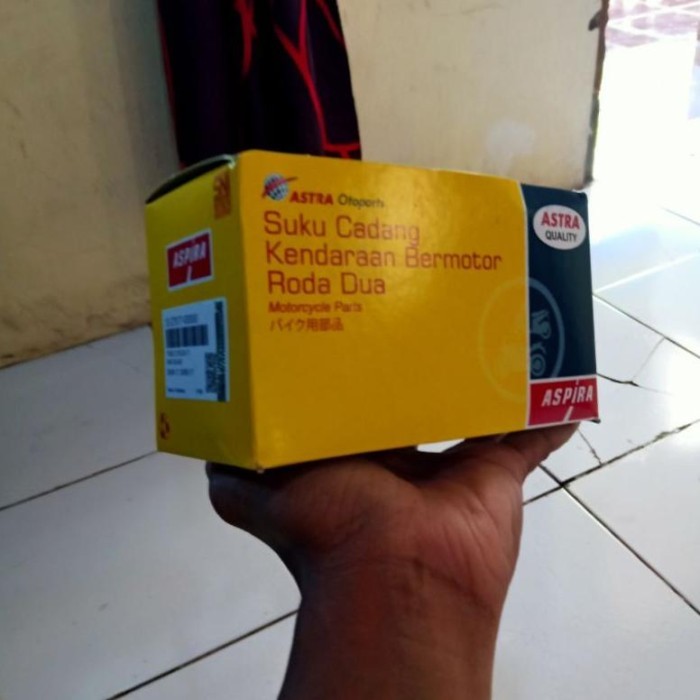 ASTRA Otoparts
Suku Cadang
Kendaraan Bermotor
Roda Dua
Motorcycle Parts
バイク用部品
ASTRA
QUALITY
ASPIRA
ASPIRA
SNI